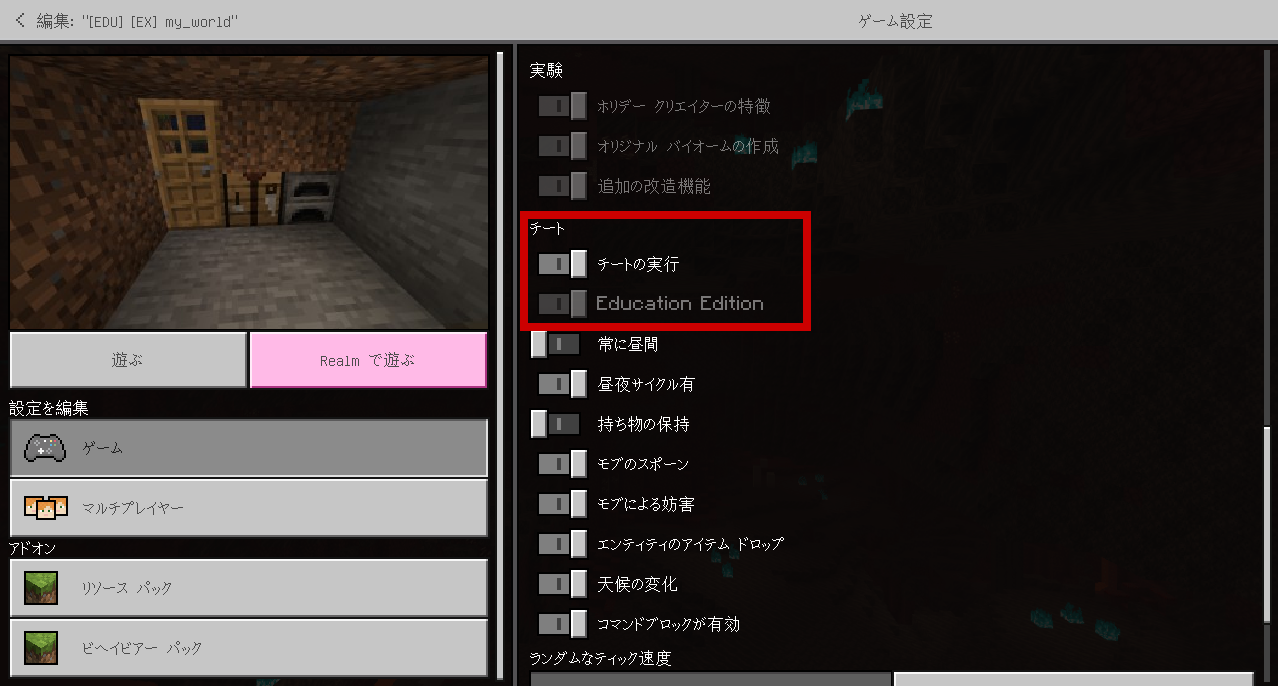 編集: "[EDU] [EX] my_world"
ゲーム設定
遊ぶ
Realm で遊ぶ
設定を編集
ゲーム
マルチプレイヤー
アドオン
リソース パック
ビヘイビアー パック
実験
ホリデー クリエイターの特徴
オリジナル バイオームの作成
追加の改造機能
チート
チートの実行
Education Edition
常に昼間
昼夜サイクル有
持ち物の保持
モブのスポーン
モブによる妨害
エンティティのアイテム ドロップ
天候の変化
コマンドブロックが有効
ランダムなティック速度